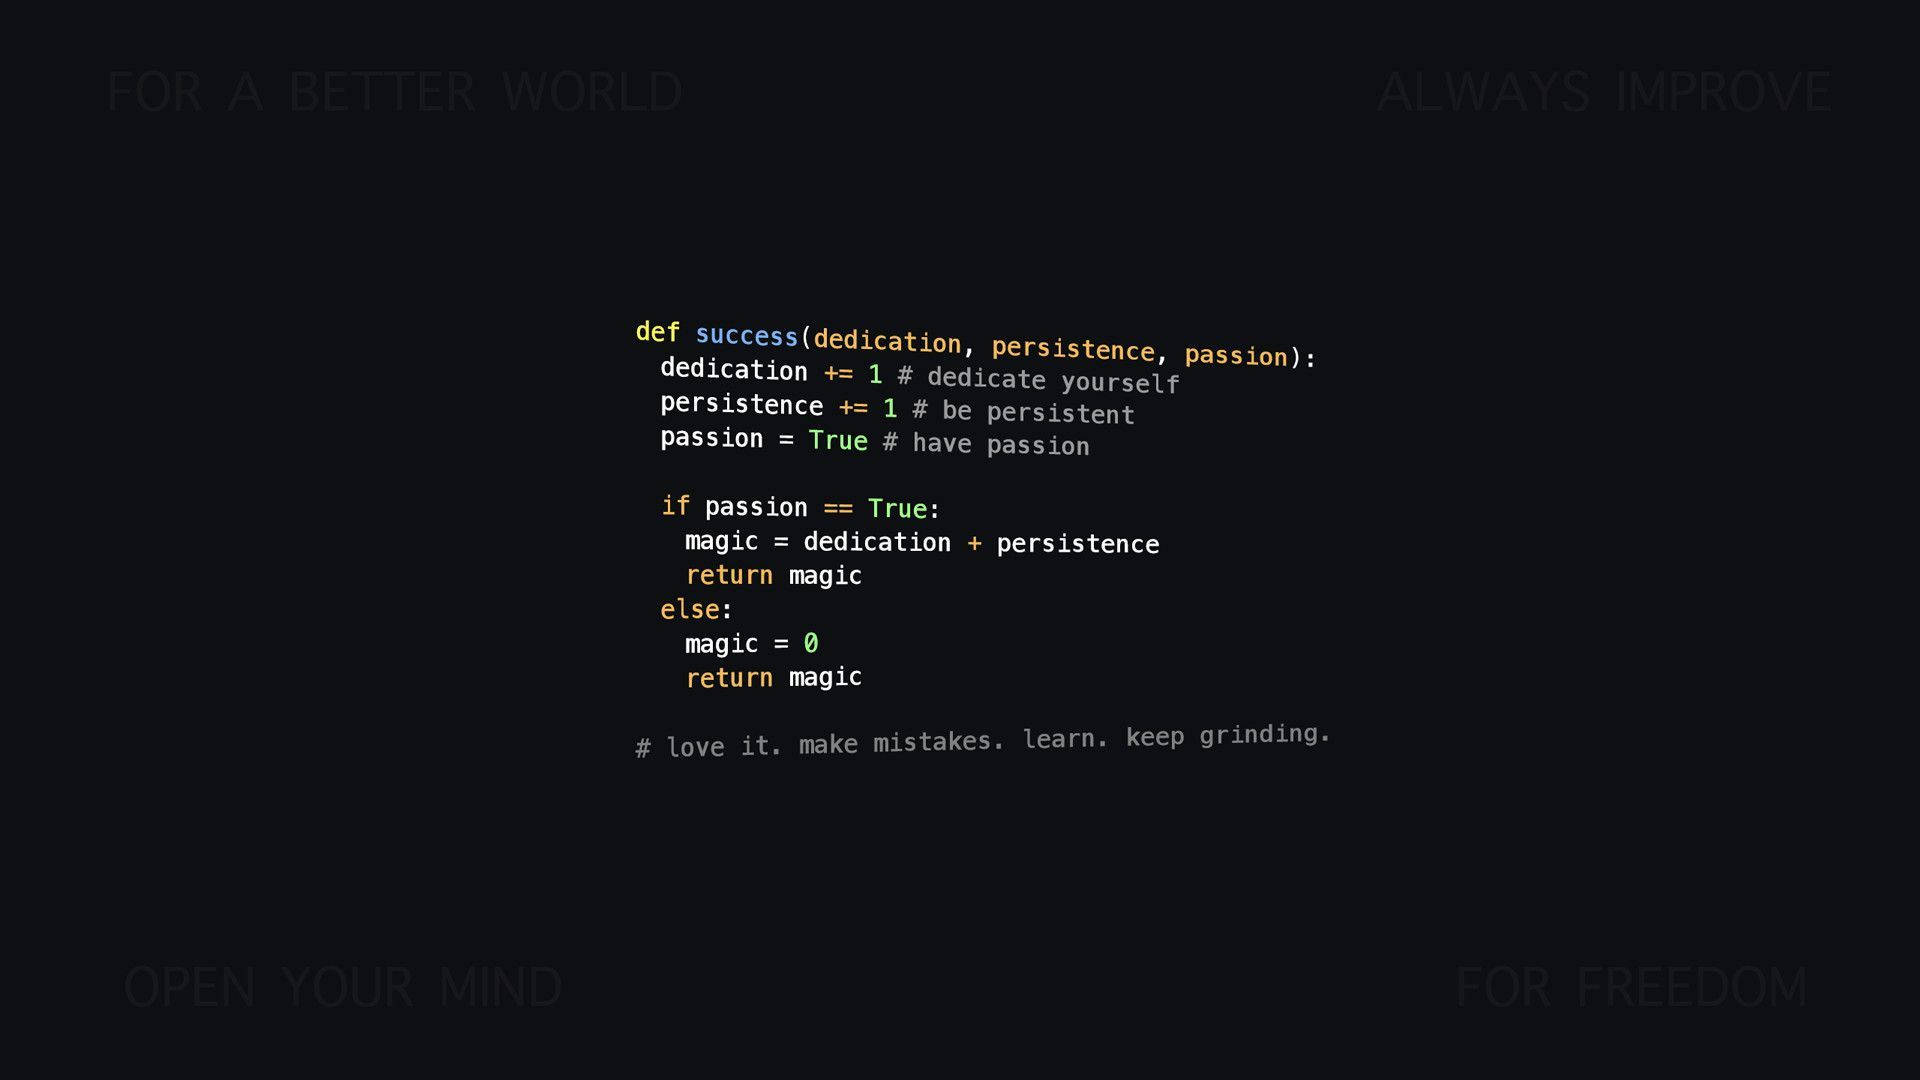 FOR A BETTER WORLD
ALWAYS IMPROVE
def success(dedication, persistence, passion):
  dedication += 1 # dedicate yourself
  persistence += 1 # be persistent
  passion = True # have passion

  if passion == True:
    magic = dedication + persistence
    return magic
  else:
    magic = 0
    return magic

# love it. make mistakes. learn. keep grinding.
OPEN YOUR MIND
FOR FREEDOM